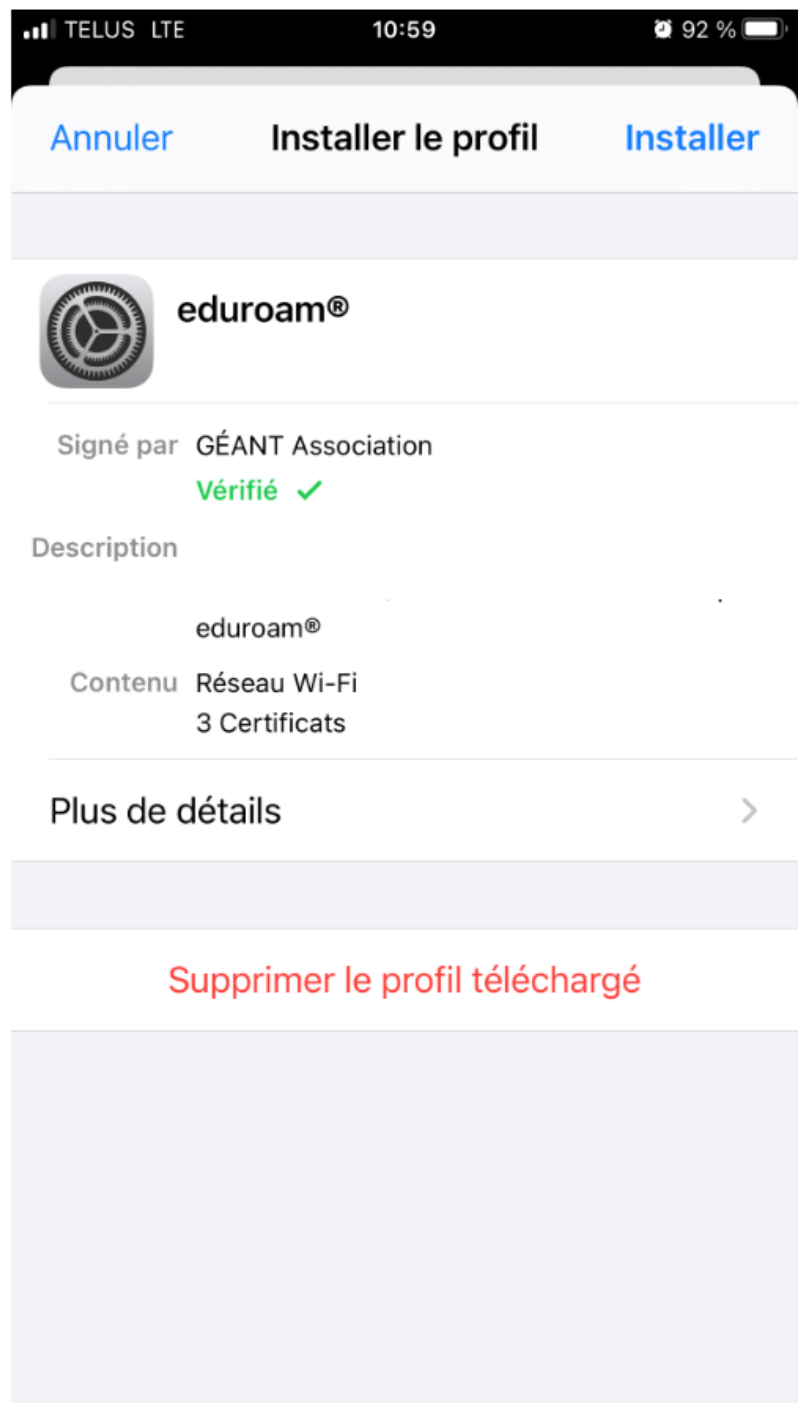 TELUS LTE 10:59 92 %
Annuler Installer le profil Installer
eduroam®
Signé par GÉANT Association
Vérifié ✓
Description
eduroam®
Contenu Réseau Wi-Fi
3 Certificats
Plus de détails
Supprimer le profil téléchargé